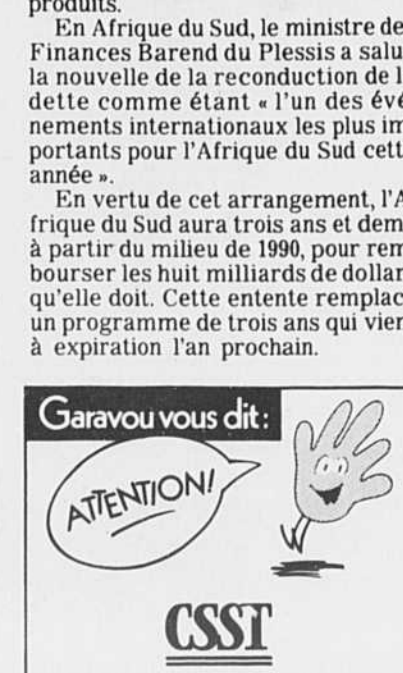 produits.
En Afrique du Sud, le ministre de
Finances Barend du Plessis a salu
la nouvelle de la reconduction de l
dette comme étant « l'un des évé
nements internationaux les plus im
portants pour l'Afrique du Sud cett
année ».
En vertu de cet arrangement, l'A
frique du Sud aura trois ans et dem
à partir du milieu de 1990, pour rem
bourser les huit milliards de dollar
qu'elle doit. Cette entente remplac
un programme de trois ans qui vien
à expiration l'an prochain.
Garavou vous dit:
ATTENTION!
CSST